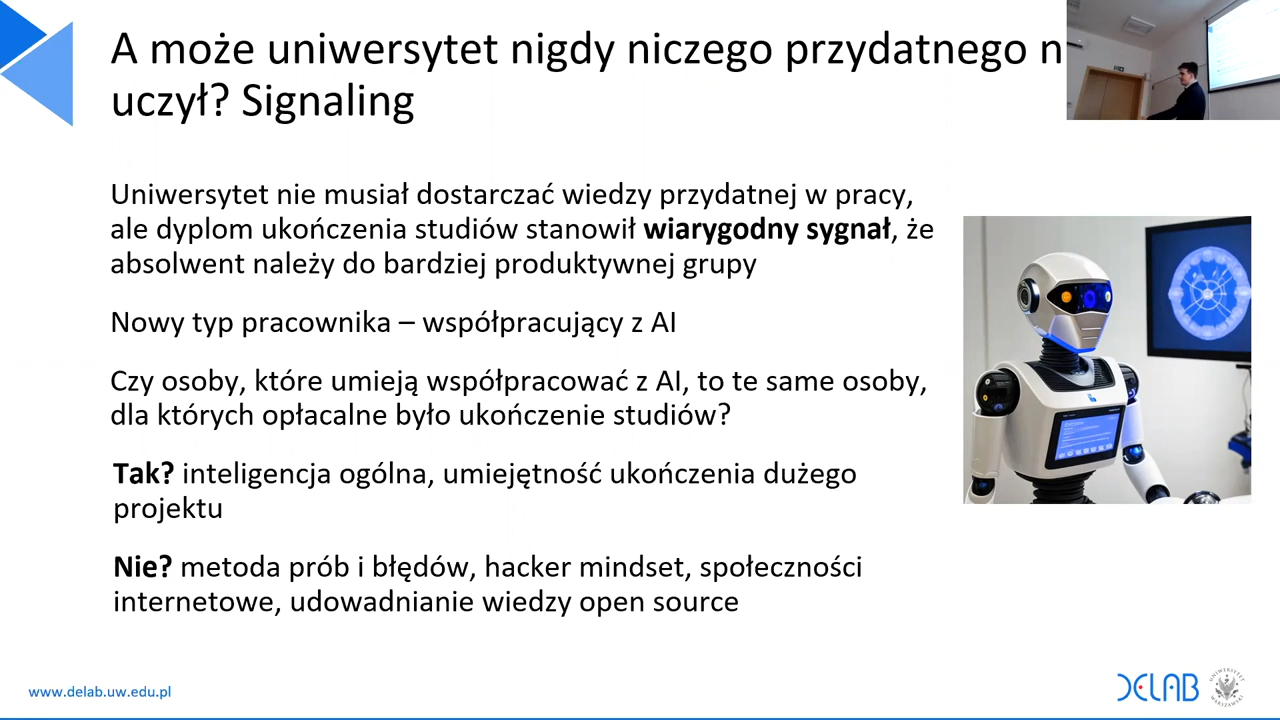 A może uniwersytet nigdy niczego przydatnego n
uczył? Signaling
Uniwersytet nie musiał dostarczać wiedzy przydatnej w pracy,
ale dyplom ukończenia studiów stanowił wiarygodny sygnał, że
absolwent należy do bardziej produktywnej grupy
Nowy typ pracownika – współpracujący z AI
Czy osoby, które umieją współpracować z AI, to te same osoby,
dla których opłacalne było ukończenie studiów?
Tak? inteligencja ogólna, umiejętność ukończenia dużego
projektu
Nie? metoda prób i błędów, hacker mindset, społeczności
internetowe, udowadnianie wiedzy open source
www.delab.uw.edu.pl
DELAB
UNIWERSYTET
WARSZAWSKI